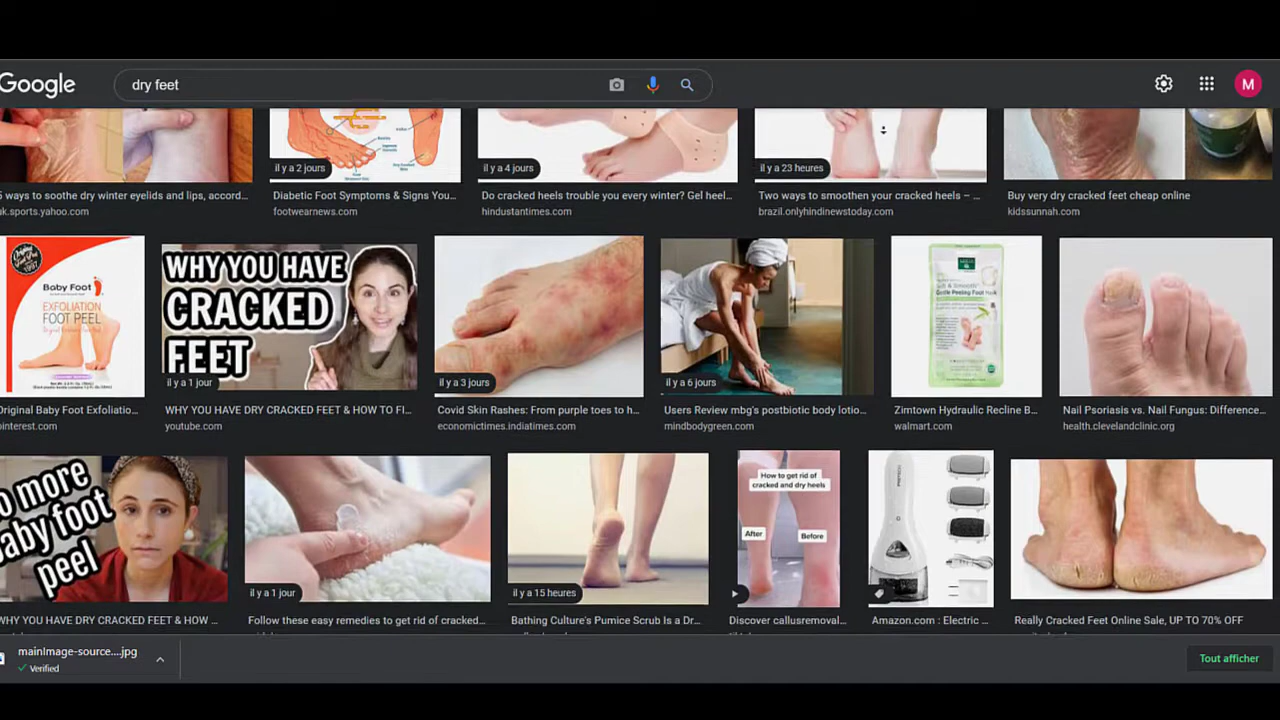 Google
dry feet
M
il y a 2 jours
il y a 4 jours
il y a 23 heures
5 ways to soothe dry winter eyelids and lips, accord...
Diabetic Foot Symptoms & Signs You...
Do cracked heels trouble you every winter? Gel heel...
Two ways to smoothen your cracked heels – ...
Buy very dry cracked feet cheap online
uk.sports.yahoo.com
footwearnews.com
hindustantimes.com
brazil.onlyhindinewstoday.com
kidssunnah.com
Baby Foot
EXFOLIATION
FOOT PEEL
WHY YOU HAVE
CRACKED
FEET
il y a 1 jour
il y a 3 jours
il y a 6 jours
Original Baby Foot Exfoliatio...
WHY YOU HAVE DRY CRACKED FEET & HOW TO FI...
Covid Skin Rashes: From purple toes to h...
Users Review mbg's postbiotic body lotio...
Zimtown Hydraulic Recline B...
Nail Psoriasis vs. Nail Fungus: Difference...
pinterest.com
youtube.com
economictimes.indiatimes.com
mindbodygreen.com
walmart.com
health.clevelandclinic.org
o more
aby foot
peel
il y a 1 jour
il y a 15 heures
How to get rid of
cracked and dry heels
After
Before
WHY YOU HAVE DRY CRACKED FEET & HOW ...
Follow these easy remedies to get rid of cracked...
Bathing Culture's Pumice Scrub Is a Dr...
Discover callusremoval...
Amazon.com : Electric ...
Really Cracked Feet Online Sale, UP TO 70% OFF
mainImage-source....jpg
Verified
Tout afficher